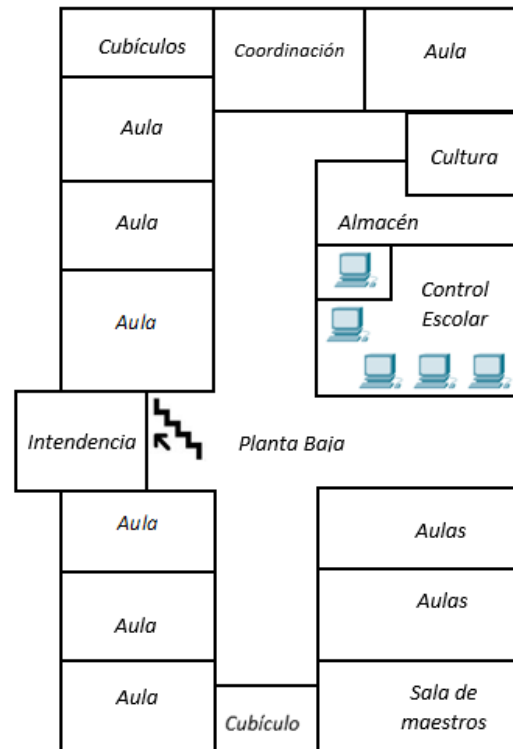 Cubículos
Coordinación
Aula
Aula
Cultura
Aula
Almacén
Control
Escolar
Aula
Intendencia
Planta Baja
Aula
Aulas
Aulas
Aula
Aula
Sala de
maestros
Cubículo